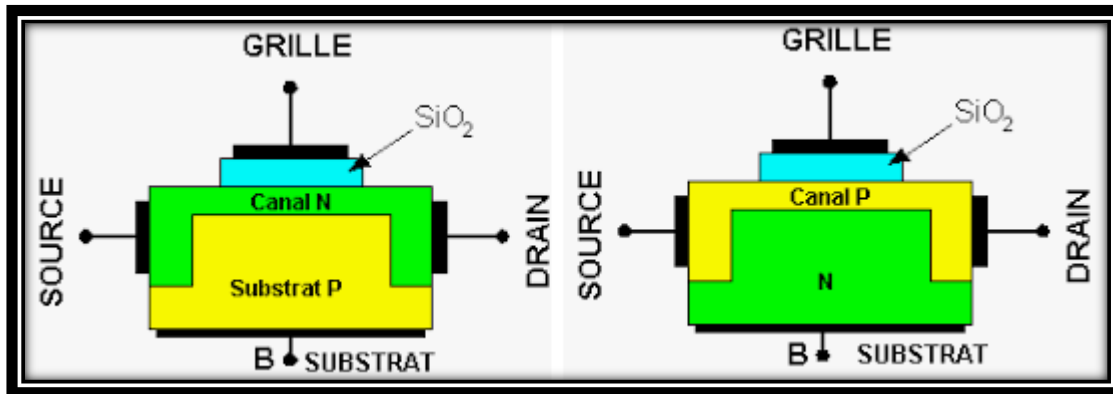 GRILLE
SiO2
Canal N
SOURCE
DRAIN
Substrat P
B SUBSTRAT
GRILLE
SiO2
Canal P
SOURCE
DRAIN
N
B SUBSTRAT